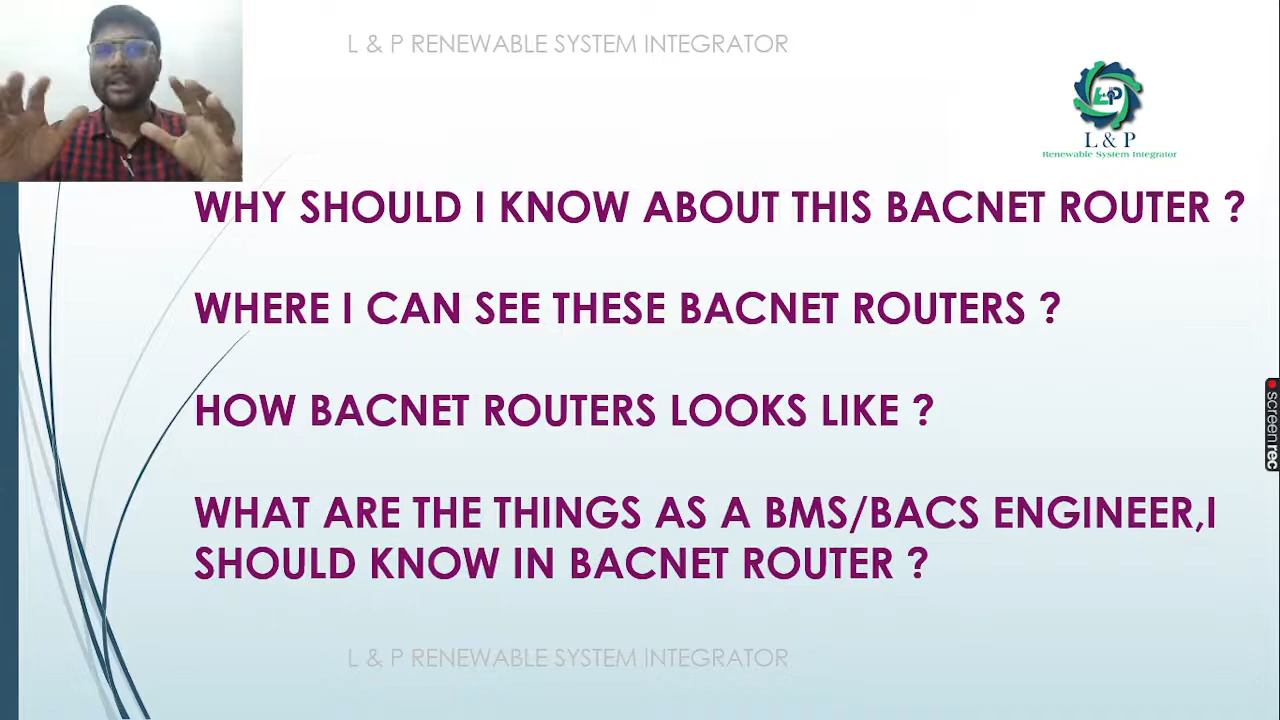 L & P RENEWABLE SYSTEM INTEGRATOR
L & P
L & P
Renewable System Integrator
WHY SHOULD I KNOW ABOUT THIS BACNET ROUTER ?
WHERE I CAN SEE THESE BACNET ROUTERS ?
HOW BACNET ROUTERS LOOKS LIKE ?
WHAT ARE THE THINGS AS A BMS/BACS ENGINEER,I
SHOULD KNOW IN BACNET ROUTER ?
screenrec
L & P RENEWABLE SYSTEM INTEGRATOR